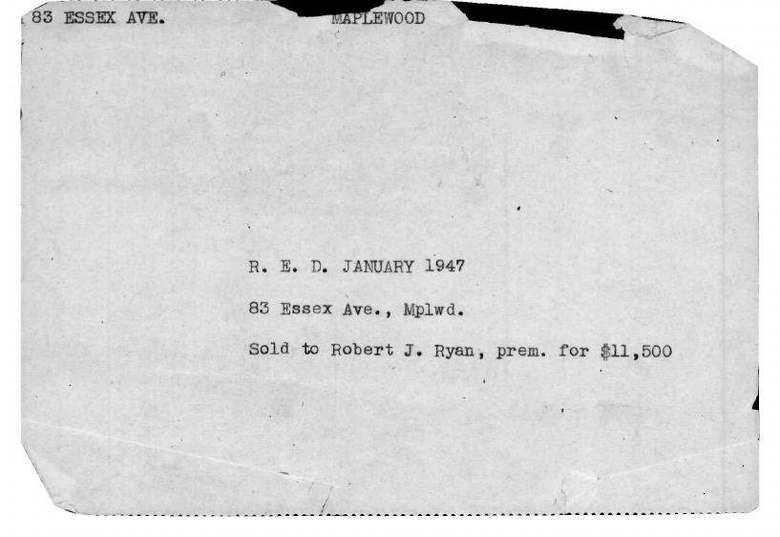 83 ESSEX AVE. MAPLEWOOD
R. E. D. JANUARY 1947
83 Essex Ave., Mplwd.
Sold to Robert J. Ryan, prem. for $11,500